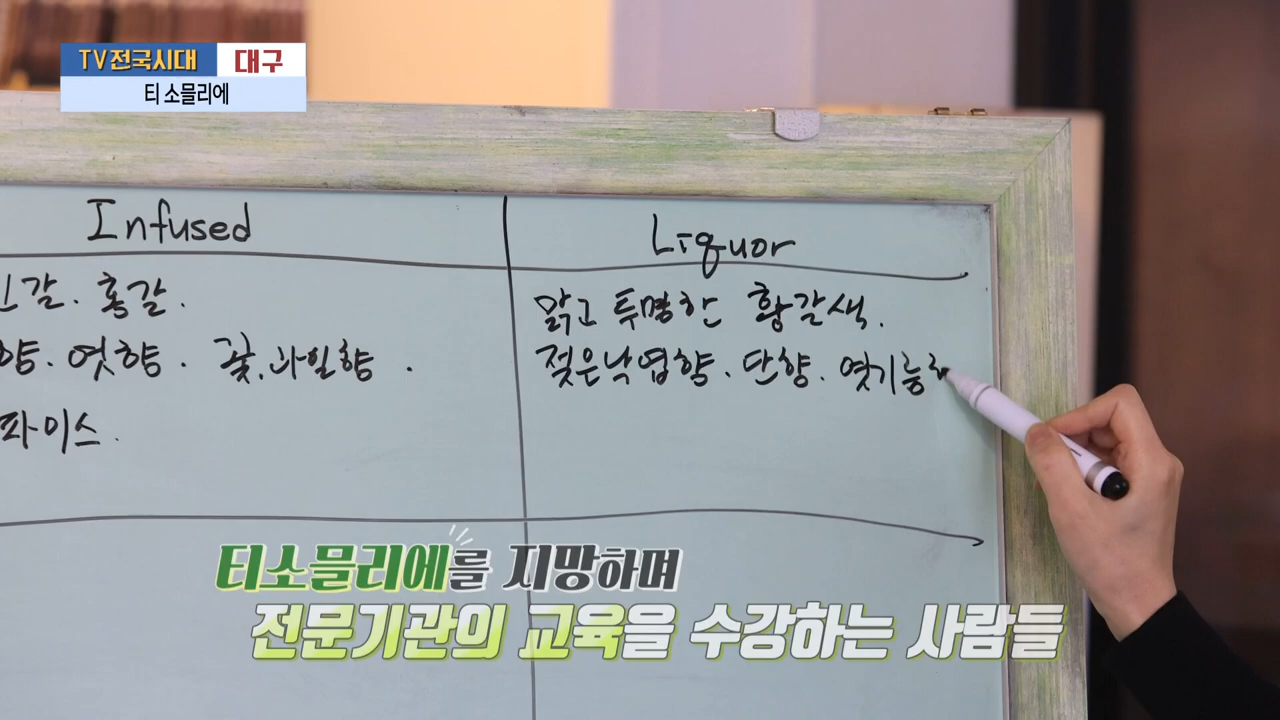 TV전국시대 대구
티 소믈리에
Infused
Liquor
갈. 홍갈.
맑고 투명한 황갈색.
향. 엿향. 꽃, 과일향.
젖은낙엽향. 단향. 엿기름
파이스.
티소믈리에를 지망하며
전문기관의 교육을 수강하는 사람들